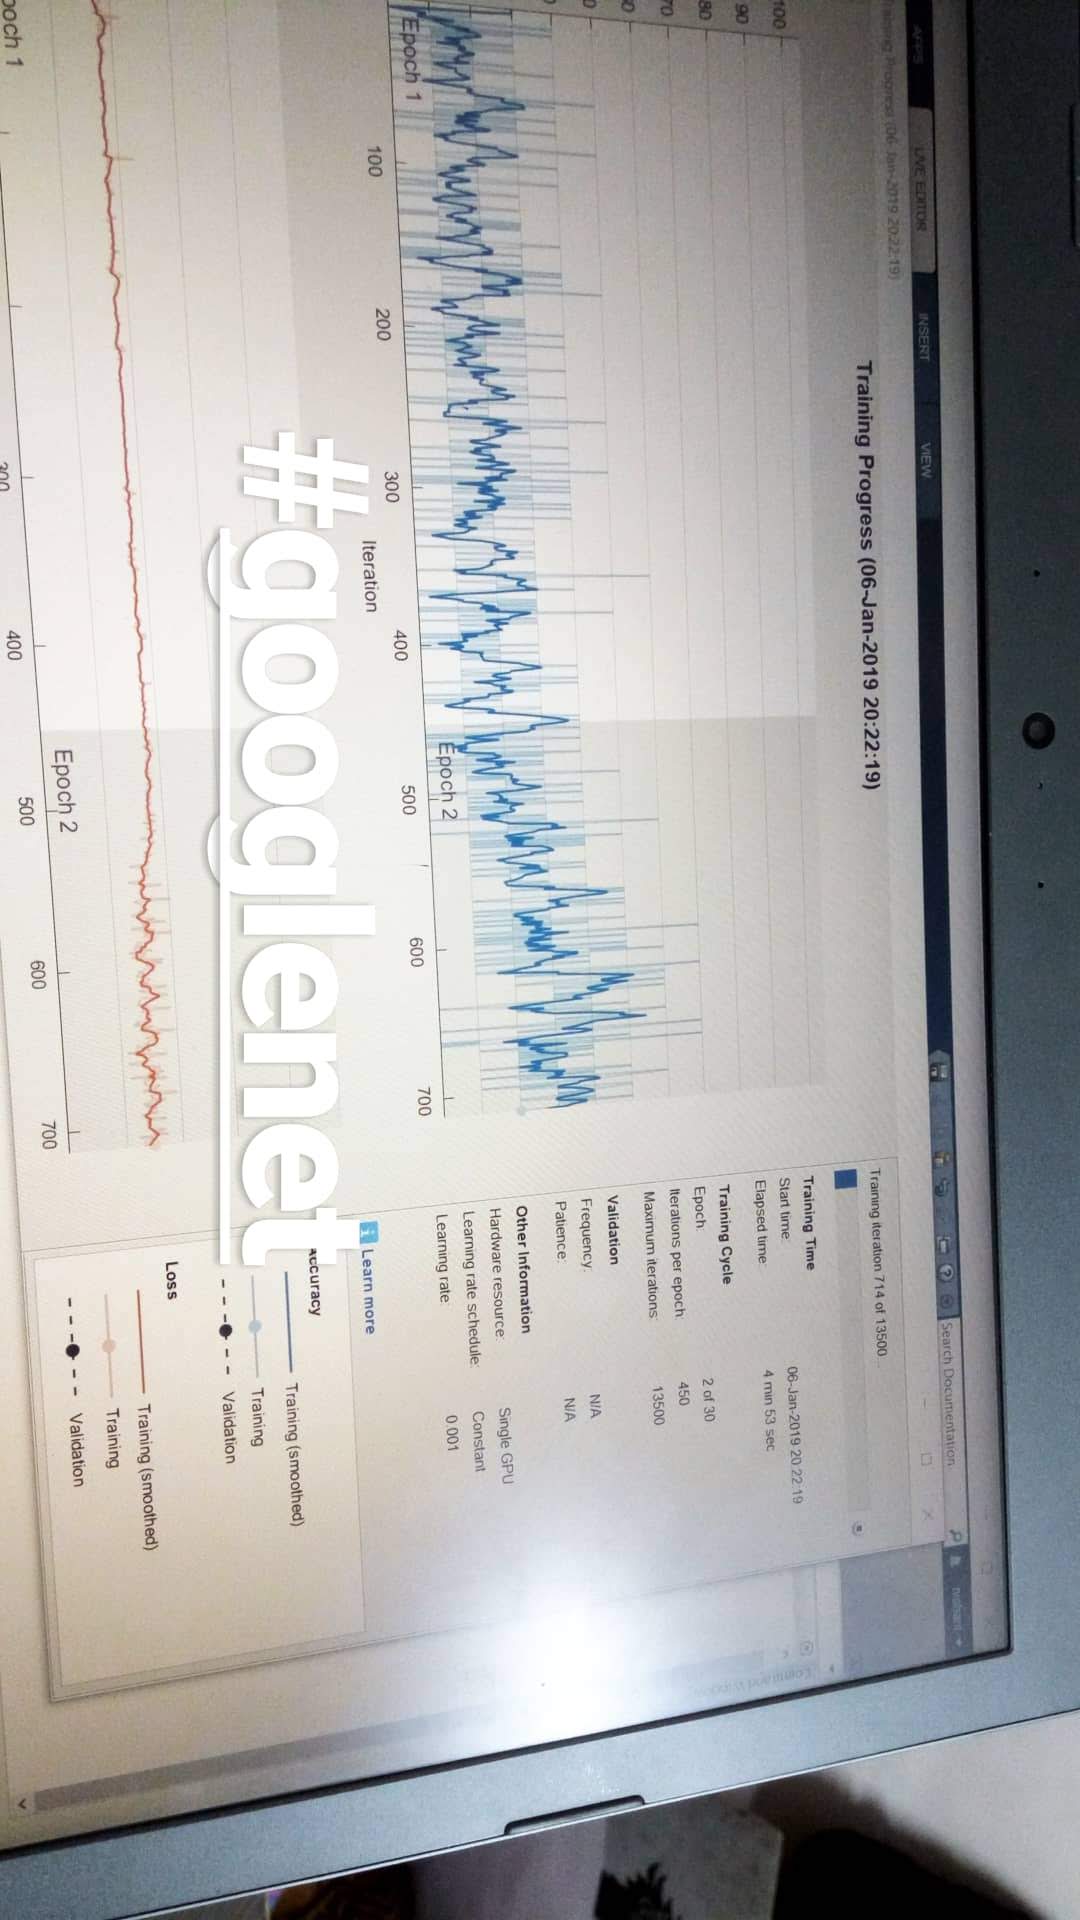 APPS
LIVE EDITOR
INSERT
VIEW
Search Documentation
Training Progress (06-Jan-2019 20:22:19)
Training Progress (06-Jan-2019 20:22:19)
100
90
80
70
Epoch 1
Epoch 2
100
200
300
400
500
600
700
Iteration
#googlenet
Epoch 2
400
500
600
700
Training iteration 714 of 13500...
Training Time
Start time: 06-Jan-2019 20:22:19
Elapsed time: 4 min 53 sec
Training Cycle
Epoch: 2 of 30
Iterations per epoch: 450
Maximum iterations: 13500
Validation
Frequency: N/A
Patience: N/A
Other Information
Hardware resource: Single GPU
Learning rate schedule: Constant
Learning rate: 0.001
i Learn more
Accuracy
Training (smoothed)
Training
Validation
Loss
Training (smoothed)
Training
Validation
Command Window